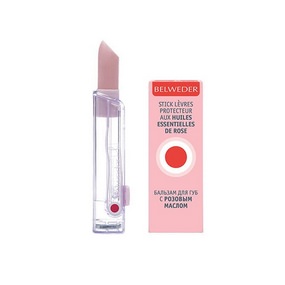 BELWEDER
STICK LÈVRES
PROTECTEUR
AUX HUILES
ESSENTIELLES
DE ROSE
БАЛЬЗАМ ДЛЯ ГУБ
С РОЗОВЫМ
МАСЛОМ